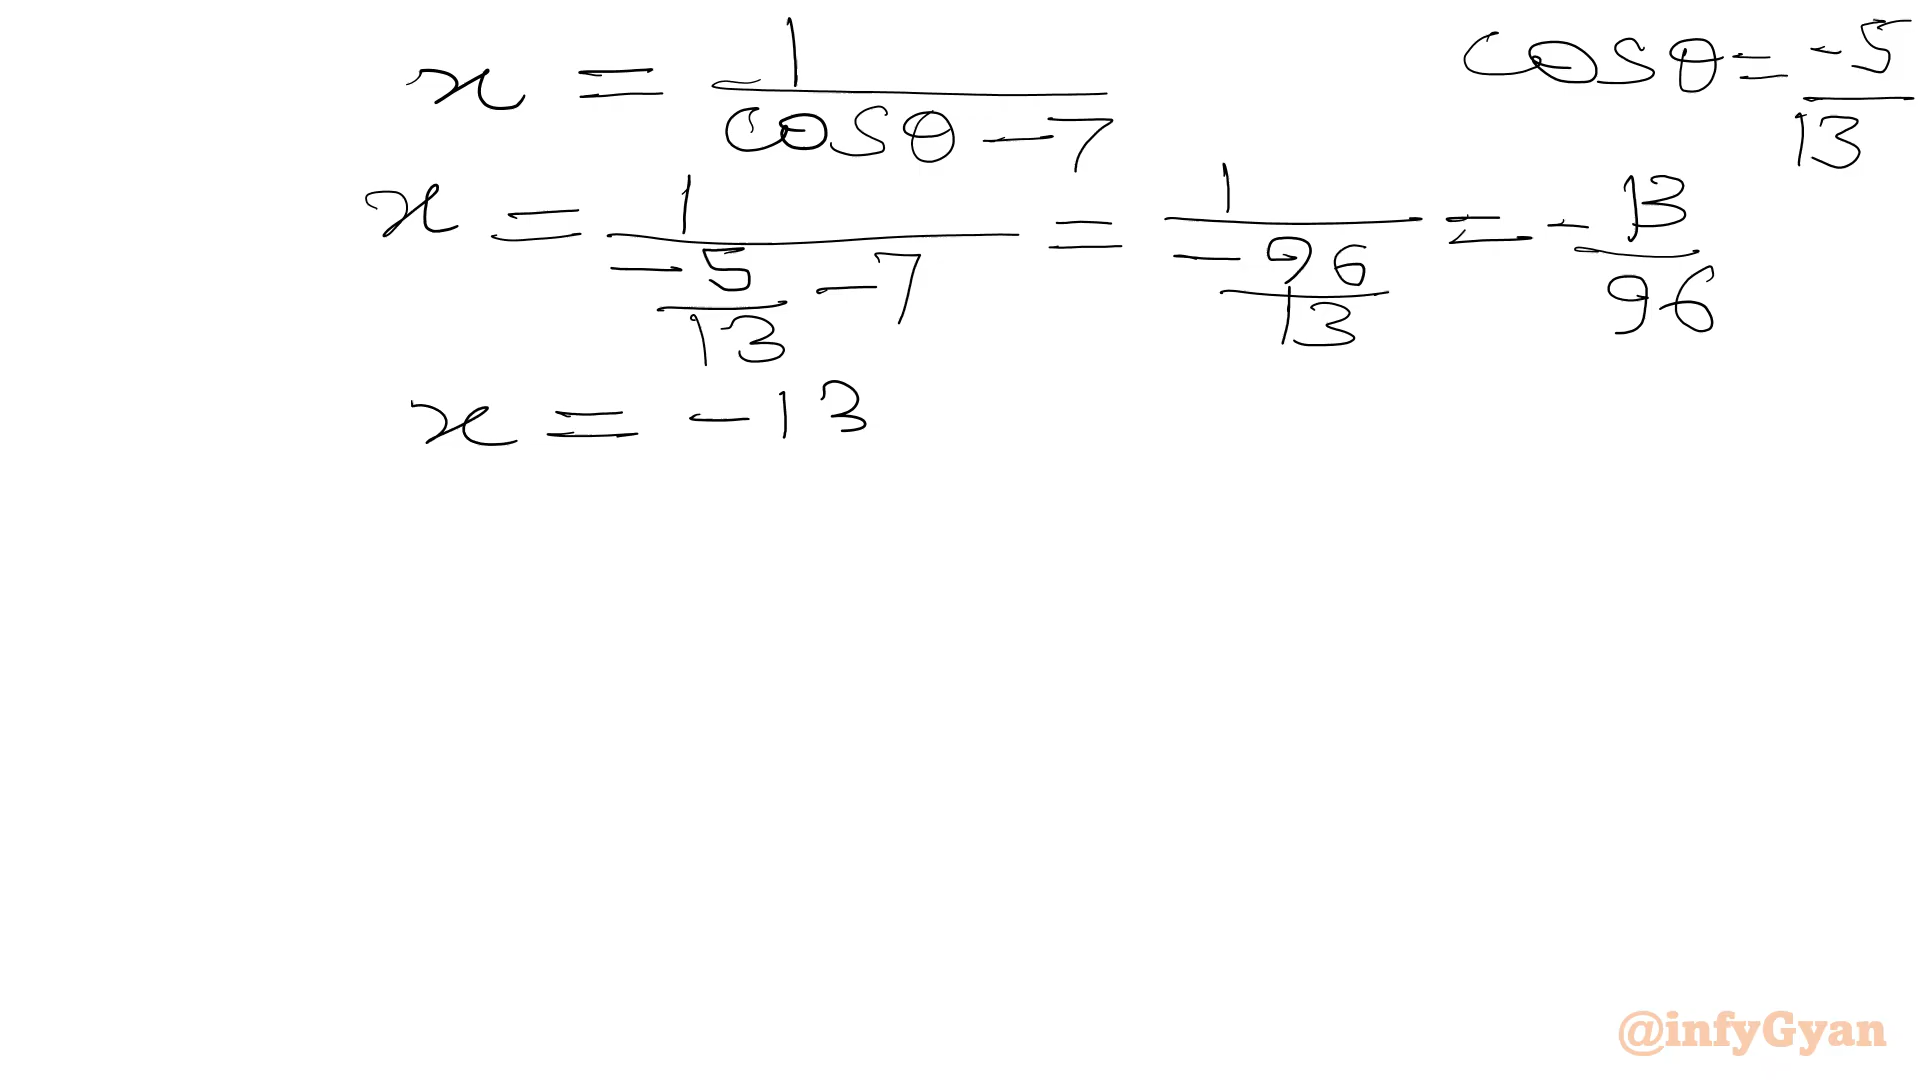 x = 1/(cosθ - 7)    cosθ = -5/13
x = 1/(-5/13 - 7) = 1/(-96/13) = -13/96
x = -13
@infyGyan